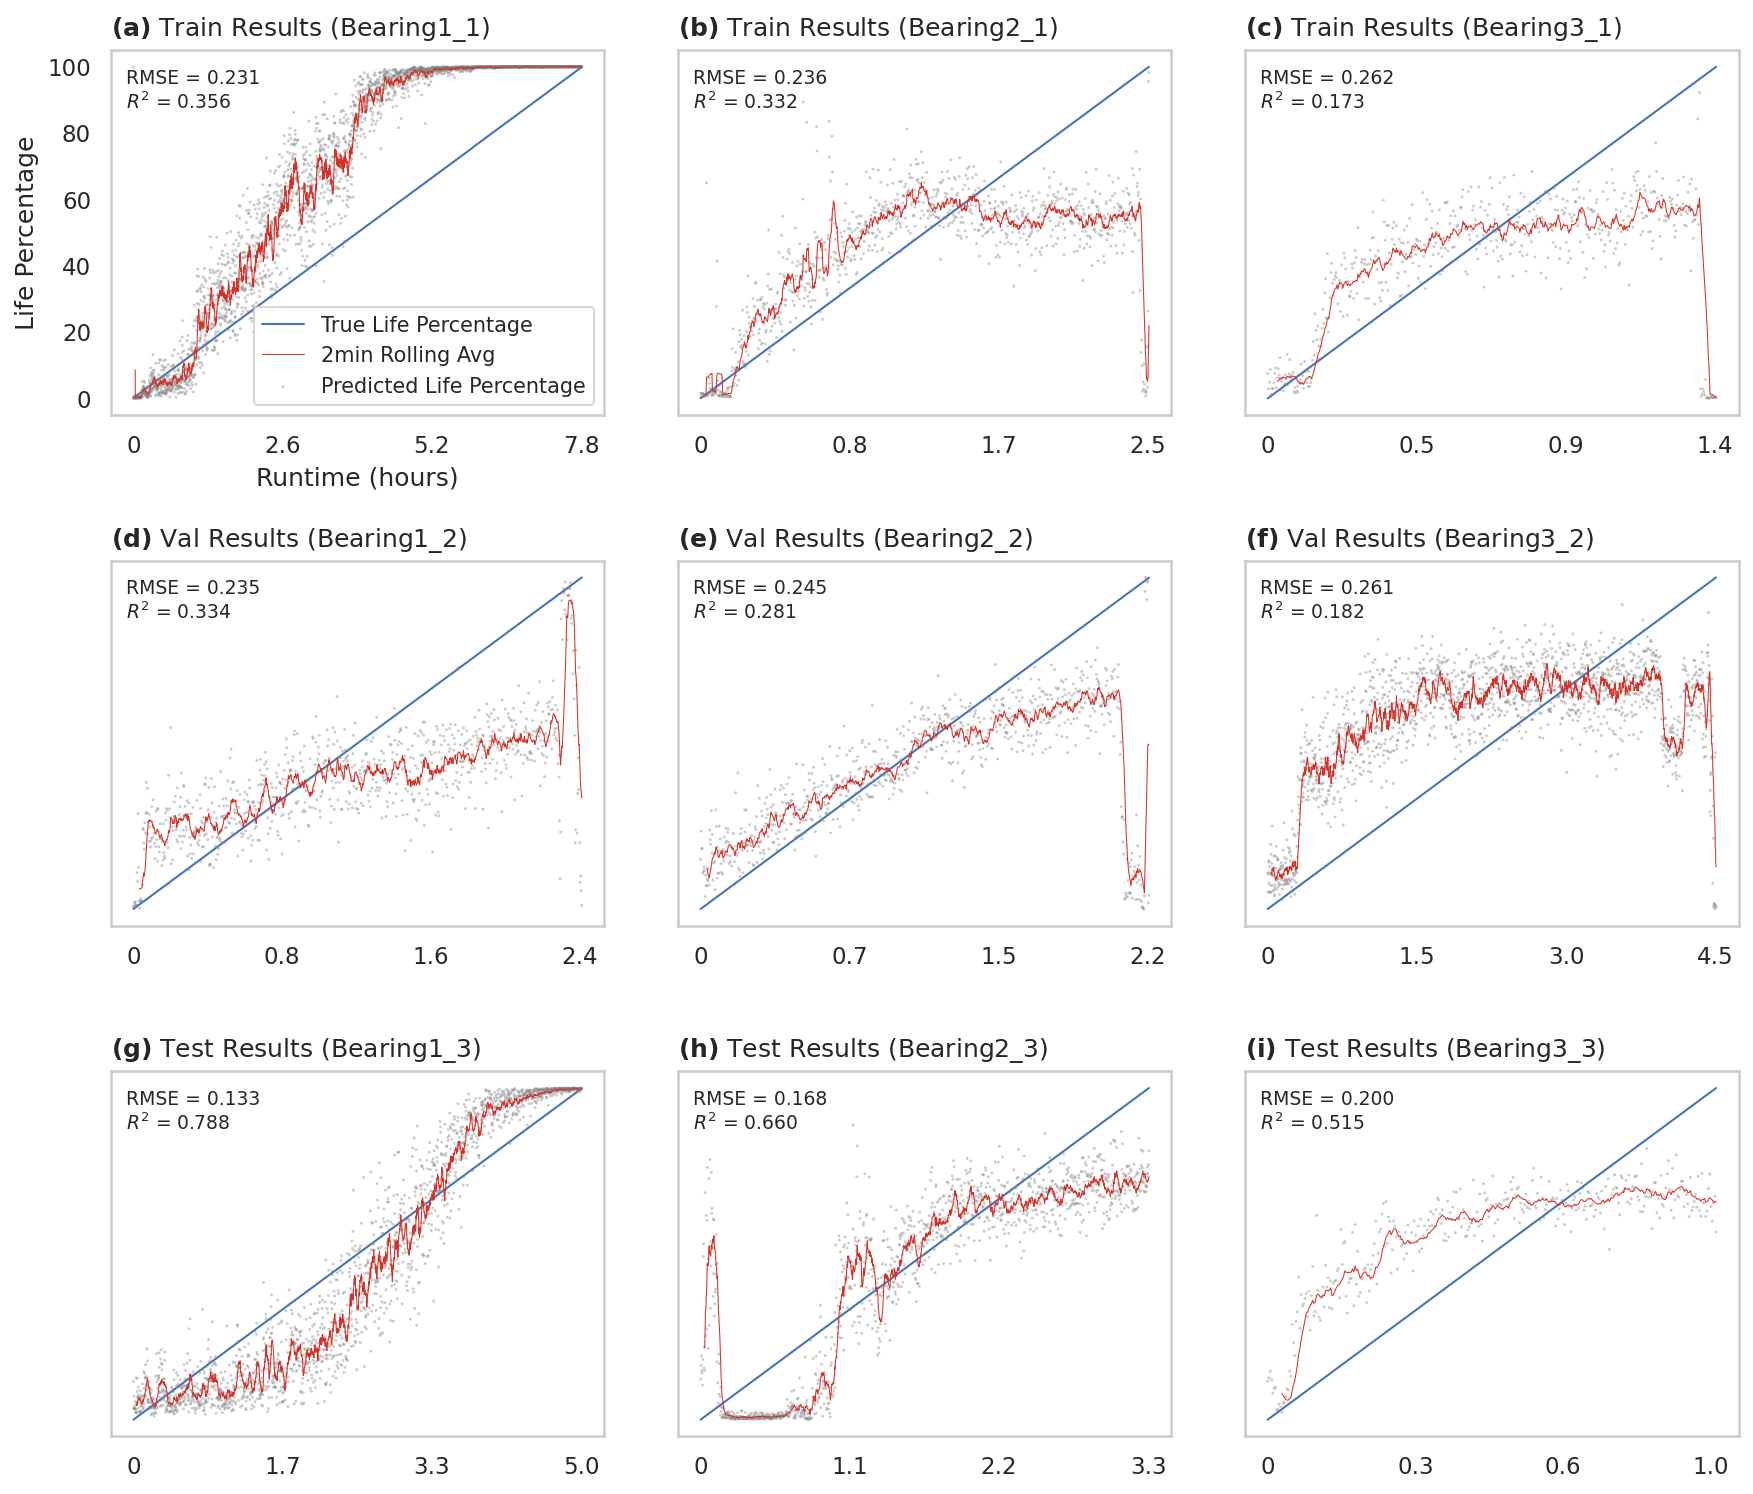 (a) Train Results (Bearing1_1)
(b) Train Results (Bearing2_1)
(c) Train Results (Bearing3_1)
RMSE = 0.231
R² = 0.356
RMSE = 0.236
R² = 0.332
RMSE = 0.262
R² = 0.173
Life Percentage
100
80
60
40
20
0
True Life Percentage
2min Rolling Avg
Predicted Life Percentage
0 2.6 5.2 7.8
Runtime (hours)
0 0.8 1.7 2.5
0 0.5 0.9 1.4
(d) Val Results (Bearing1_2)
(e) Val Results (Bearing2_2)
(f) Val Results (Bearing3_2)
RMSE = 0.235
R² = 0.334
RMSE = 0.245
R² = 0.281
RMSE = 0.261
R² = 0.182
0 0.8 1.6 2.4
0 0.7 1.5 2.2
0 1.5 3.0 4.5
(g) Test Results (Bearing1_3)
(h) Test Results (Bearing2_3)
(i) Test Results (Bearing3_3)
RMSE = 0.133
R² = 0.788
RMSE = 0.168
R² = 0.660
RMSE = 0.200
R² = 0.515
0 1.7 3.3 5.0
0 1.1 2.2 3.3
0 0.3 0.6 1.0